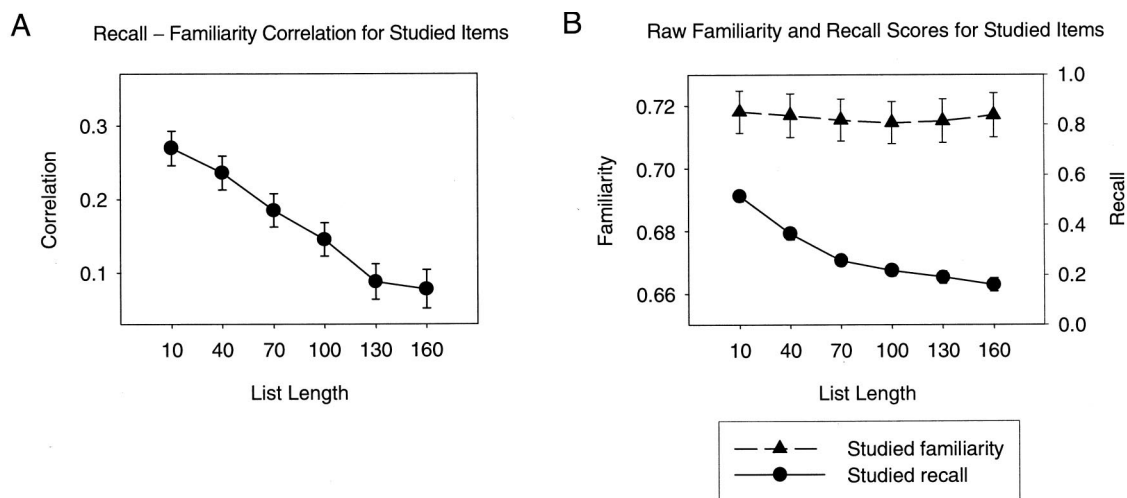 A
Recall – Familiarity Correlation for Studied Items
Correlation
0.3
0.2
0.1
10 40 70 100 130 160
List Length
B
Raw Familiarity and Recall Scores for Studied Items
Familiarity
0.72
0.70
0.68
0.66
1.0
0.8
0.6
0.4
0.2
0.0
Recall
10 40 70 100 130 160
List Length
Studied familiarity
Studied recall